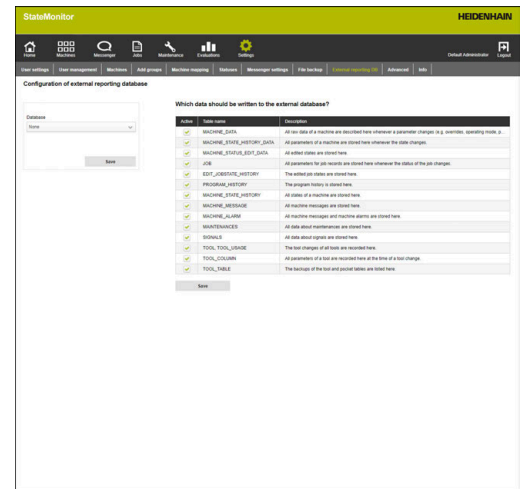 StateMonitor
HEIDENHAIN
Home
Machines
Messenger
Jobs
Maintenance
Evaluations
Settings
Default Administrator
Logout
User settings
User management
Machines
Add groups
Machine mapping
Statuses
Messenger settings
File backup
External reporting DB
Advanced
Info
Configuration of external reporting database
Which data should be written to the external database?
Database
None
Save
Active Table name Description
MACHINE_DATA All raw data of a machine are described here whenever a parameter changes (e.g. overrides, operating mode, p...
MACHINE_STATE_HISTORY_DATA All parameters of a machine are stored here whenever the state changes.
MACHINE_STATUS_EDIT_DATA All edited states are stored here.
JOB All parameters for job records are stored here whenever the status of the job changes.
EDIT_JOBSTATE_HISTORY The edited job states are stored here.
PROGRAM_HISTORY The program history is stored here.
MACHINE_STATE_HISTORY All states of a machine are stored here.
MACHINE_MESSAGE All machine messages are stored here.
MACHINE_ALARM All machine messages and machine alarms are stored here.
MAINTENANCES All data about maintenances are stored here.
SIGNALS All data about signals are stored here.
TOOL_TOOL_USAGE The tool changes of all tools are recorded here.
TOOL_COLUMN All parameters of a tool are recorded here at the time of a tool change.
TOOL_TABLE The backups of the tool and pocket tables are listed here.
Save